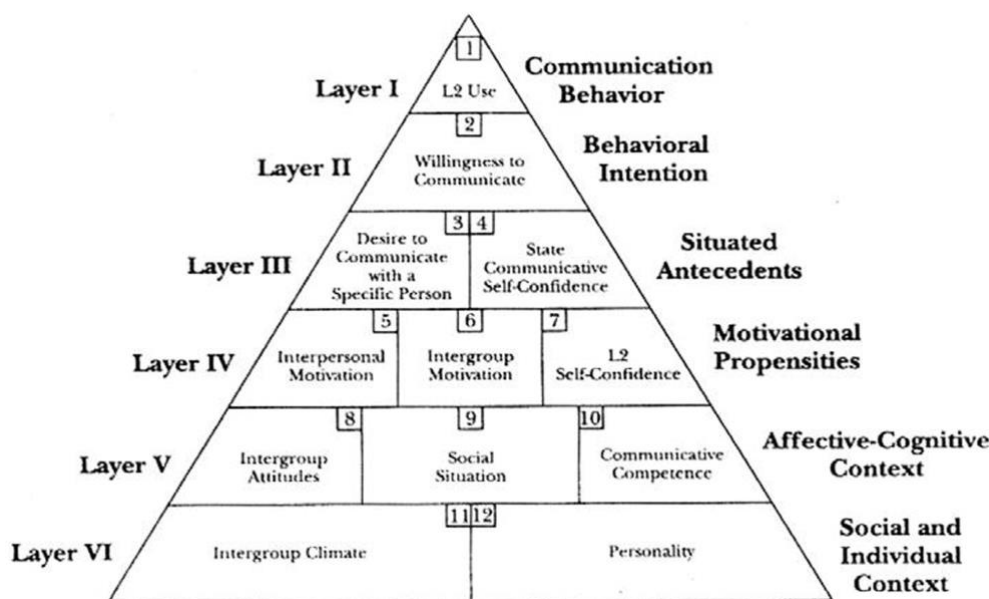 1
Layer I
L2 Use
Communication
Behavior
2
Layer II
Willingness to
Communicate
Behavioral
Intention
3 4
Layer III
Desire to
Communicate
with a
Specific Person
State
Communicative
Self-Confidence
Situated
Antecedents
5 6 7
Layer IV
Interpersonal
Motivation
Intergroup
Motivation
L2
Self-Confidence
Motivational
Propensities
8 9 10
Layer V
Intergroup
Attitudes
Social
Situation
Communicative
Competence
Affective-Cognitive
Context
11 12
Layer VI
Intergroup Climate
Personality
Social and
Individual
Context